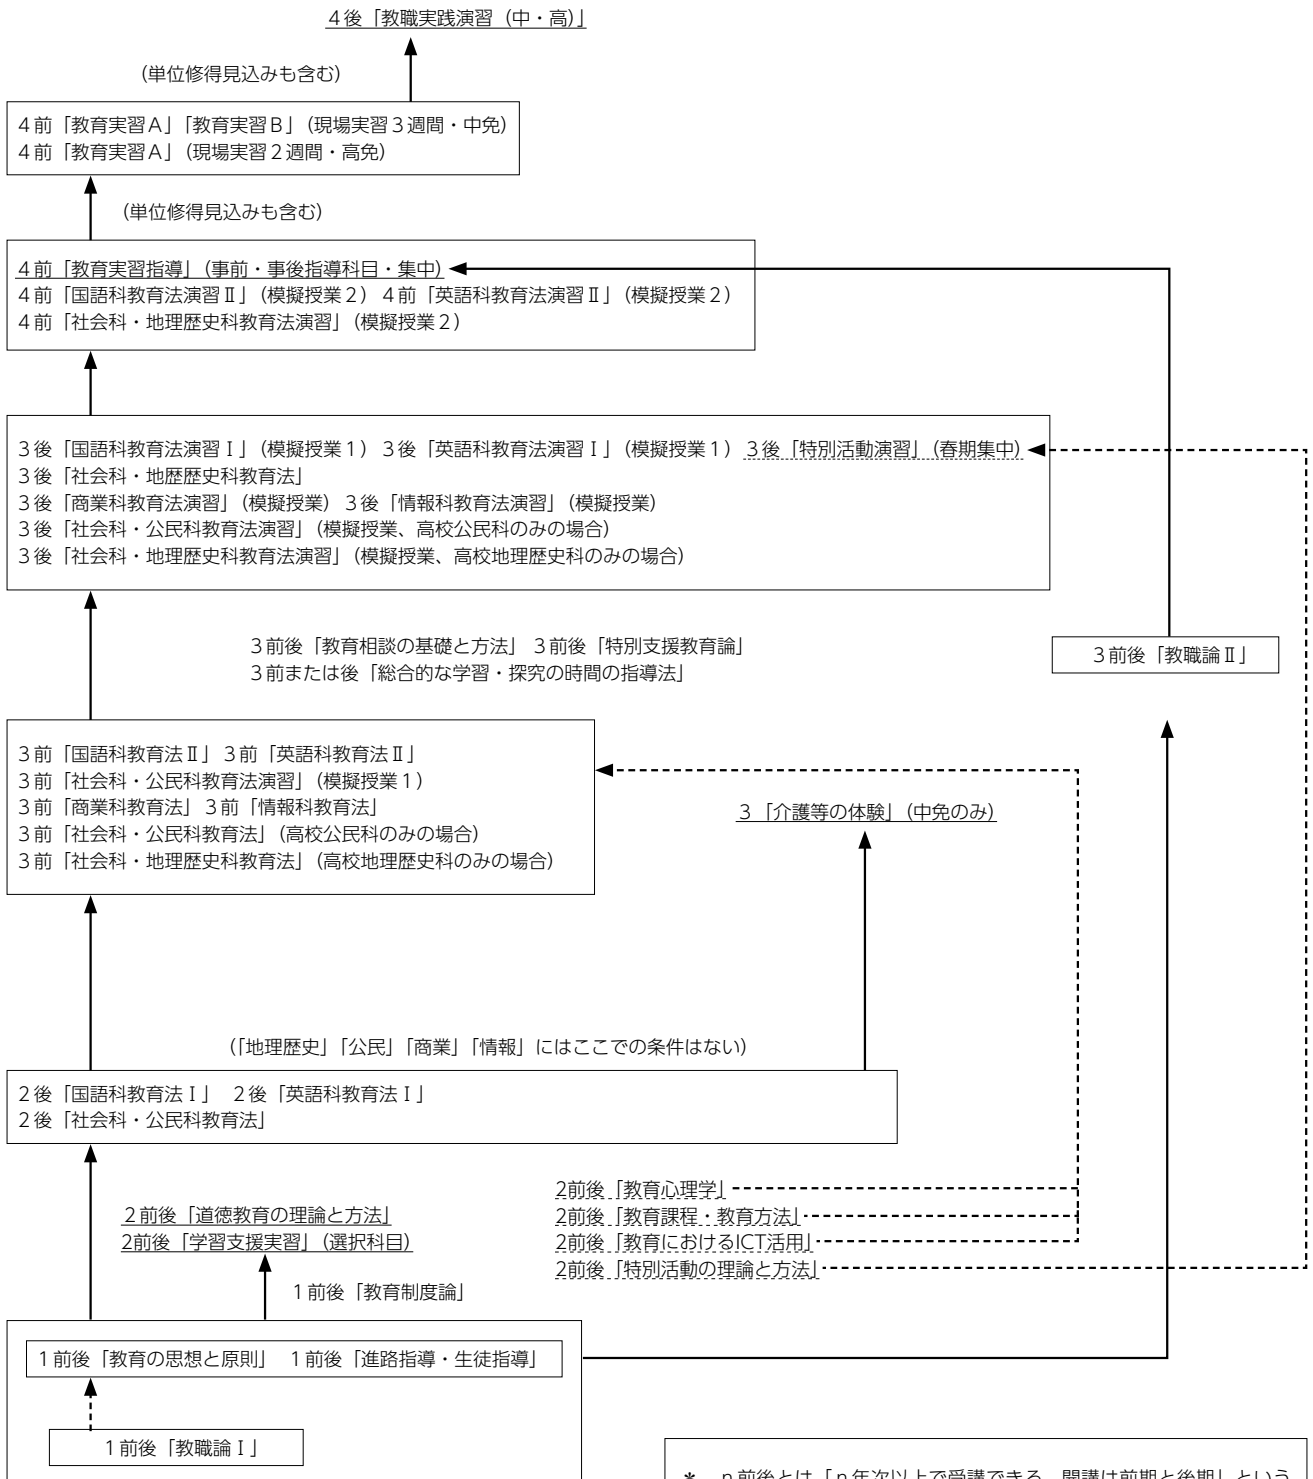 4後「教職実践演習（中・高）」
（単位修得見込みも含む）
4前「教育実習A」「教育実習B」（現場実習3週間・中免）
4前「教育実習A」（現場実習2週間・高免）
（単位修得見込みも含む）
4前「教育実習指導」（事前・事後指導科目・集中）
4前「国語科教育法演習Ⅱ」（模擬授業2） 4前「英語科教育法演習Ⅱ」（模擬授業2）
4前「社会科・地理歴史科教育法演習」（模擬授業2）
3後「国語科教育法演習Ⅰ」（模擬授業1） 3後「英語科教育法演習Ⅰ」（模擬授業1） 3後「特別活動演習」（春期集中）
3後「社会科・地歴歴史科教育法」
3後「商業科教育法演習」（模擬授業） 3後「情報科教育法演習」（模擬授業）
3後「社会科・公民科教育法演習」（模擬授業、高校公民科のみの場合）
3後「社会科・地理歴史科教育法演習」（模擬授業、高校地理歴史科のみの場合）
3前後「教育相談の基礎と方法」 3前後「特別支援教育論」
3前または後「総合的な学習・探究の時間の指導法」
3前後「教職論Ⅱ」
3前「国語科教育法Ⅱ」 3前「英語科教育法Ⅱ」
3前「社会科・公民科教育法演習」（模擬授業1）
3前「商業科教育法」 3前「情報科教育法」
3前「社会科・公民科教育法」（高校公民科のみの場合）
3前「社会科・地理歴史科教育法」（高校地理歴史科のみの場合）
3「介護等の体験」（中免のみ）
（「地理歴史」「公民」「商業」「情報」にはここでの条件はない）
2後「国語科教育法Ⅰ」 2後「英語科教育法Ⅰ」
2後「社会科・公民科教育法」
2前後「道徳教育の理論と方法」
2前後「学習支援実習」（選択科目）
2前後「教育心理学」
2前後「教育課程・教育方法」
2前後「教育におけるICT活用」
2前後「特別活動の理論と方法」
1前後「教育制度論」
1前後「教育の思想と原則」 1前後「進路指導・生徒指導」
1前後「教職論Ⅰ」
＊ n前後とは「n年次以上で受講できる、開講は前期と後期」という